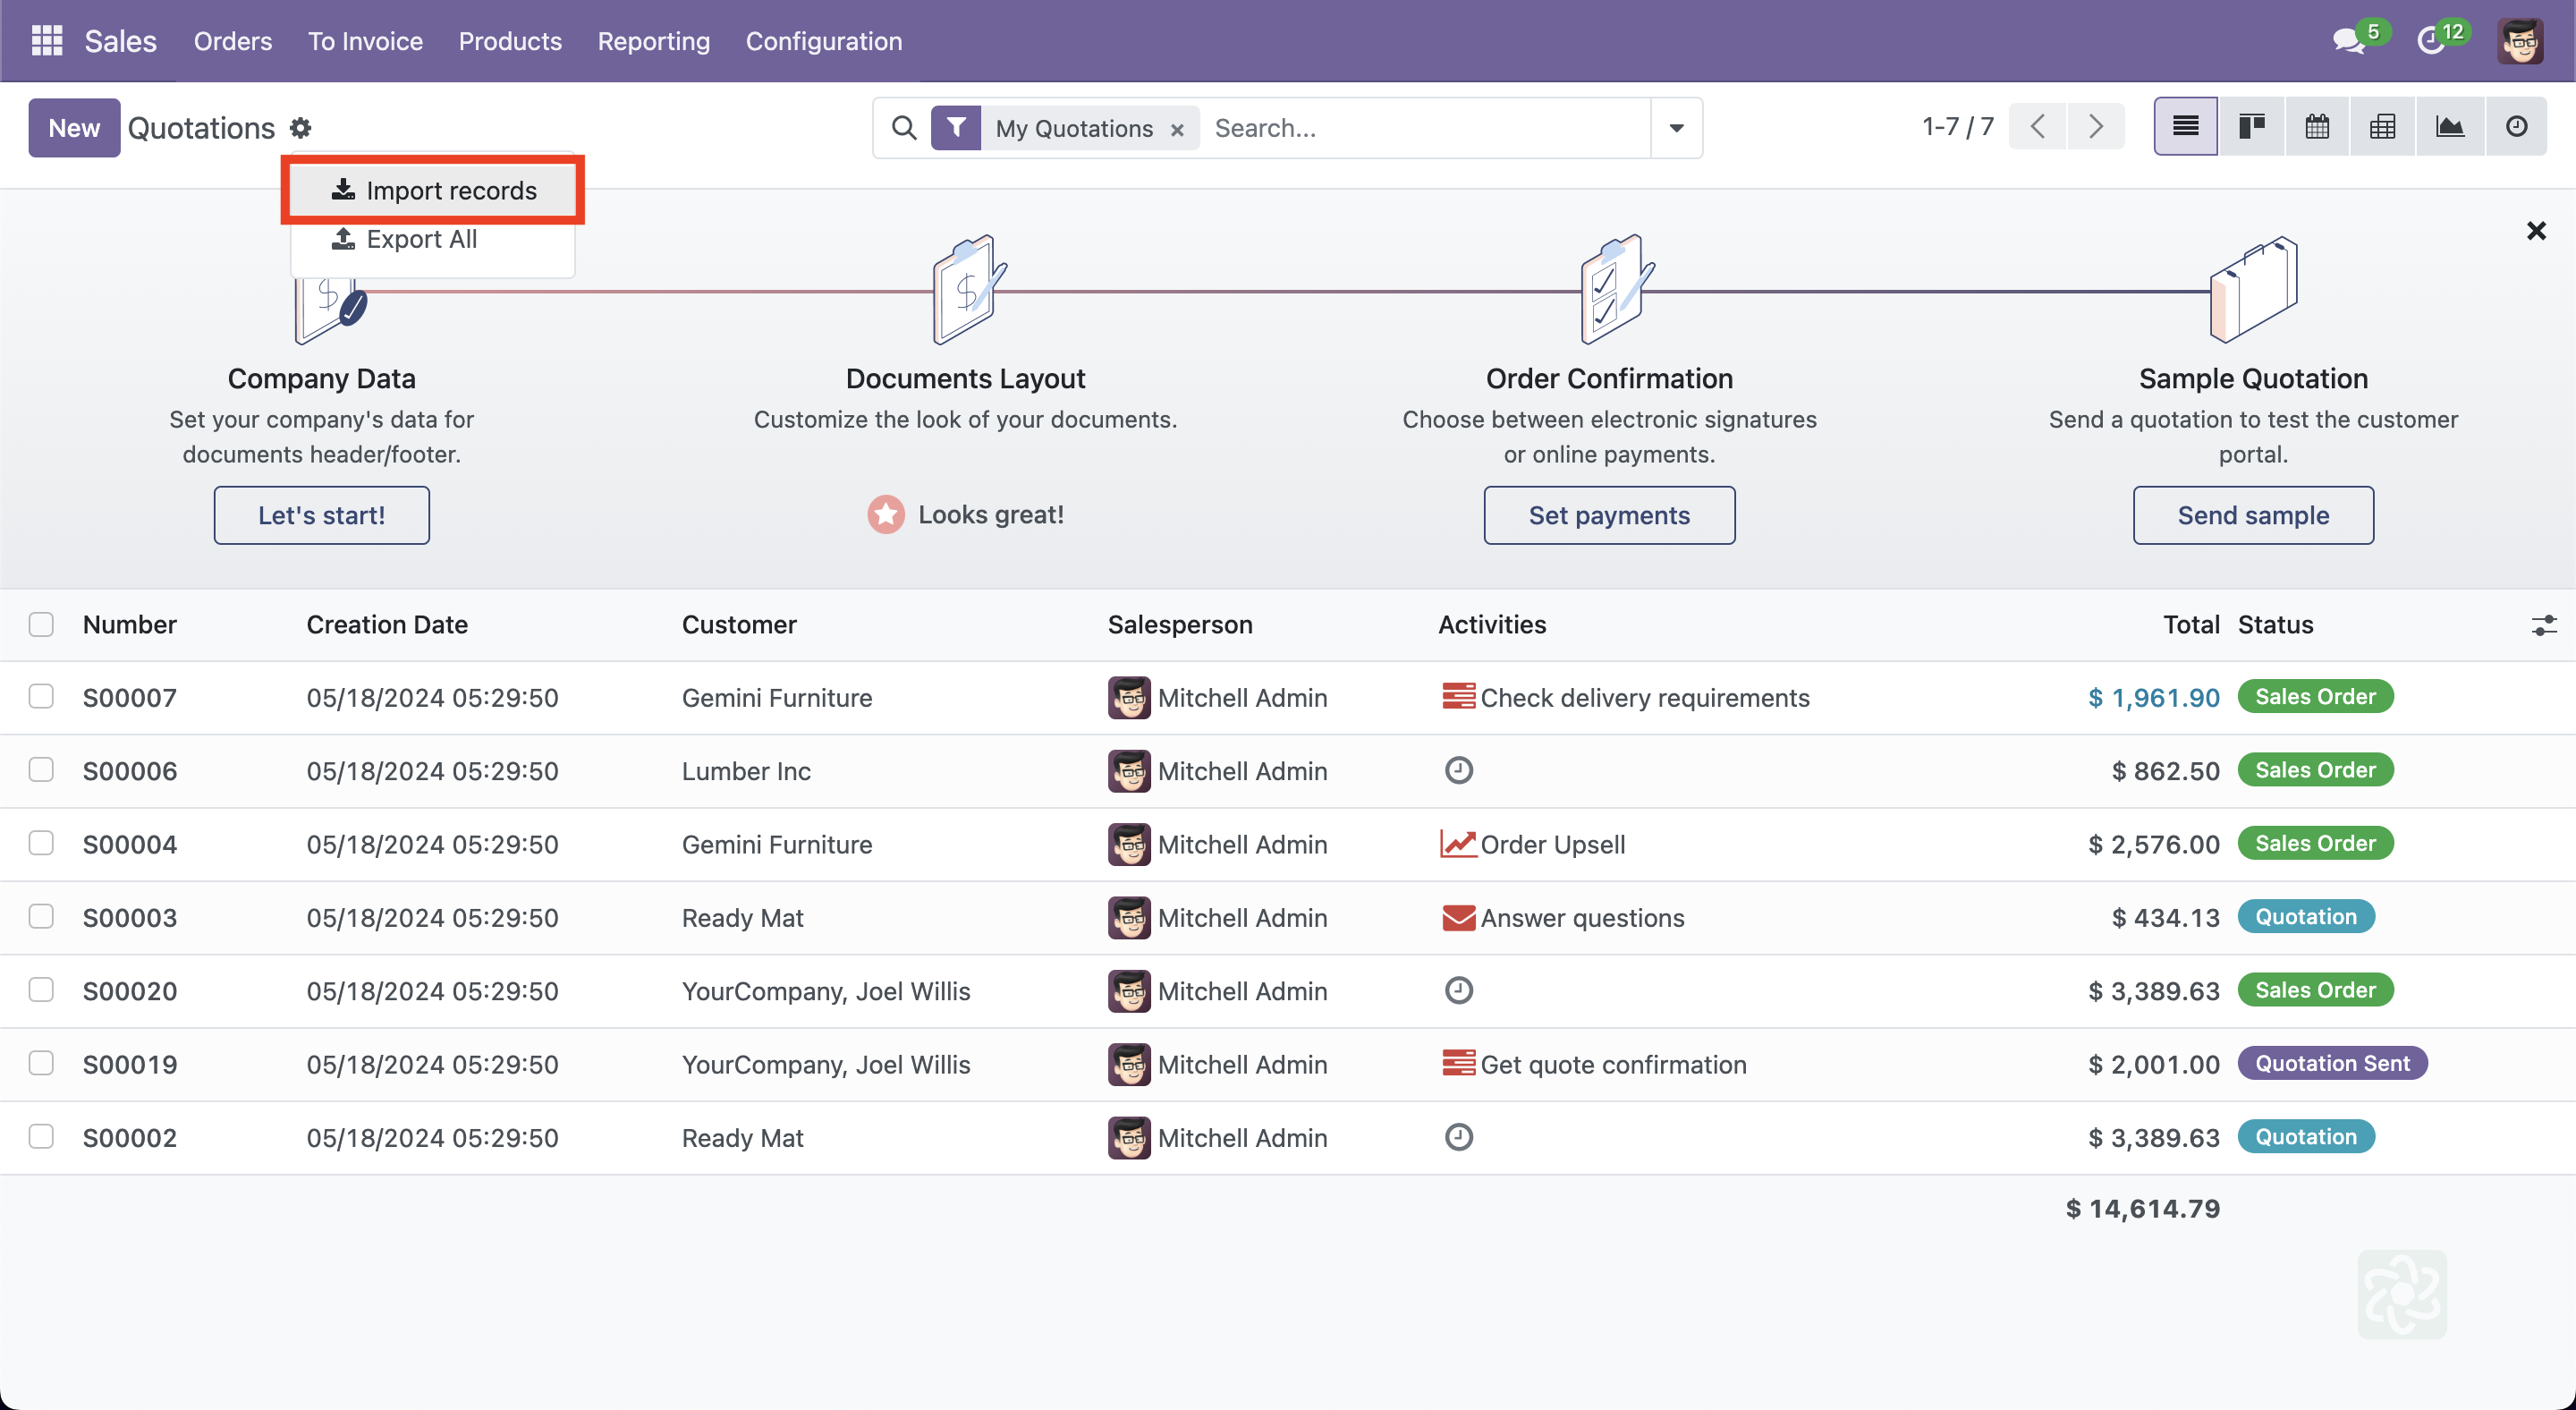 Sales Orders To Invoice Products Reporting Configuration 5 12
New Quotations My Quotations × Search... 1-7 / 7
Import records
Export All
Company Data
Set your company's data for
documents header/footer.
Let's start!
Documents Layout
Customize the look of your documents.
Looks great!
Order Confirmation
Choose between electronic signatures
or online payments.
Set payments
Sample Quotation
Send a quotation to test the customer
portal.
Send sample
Number Creation Date Customer Salesperson Activities Total Status
S00007 05/18/2024 05:29:50 Gemini Furniture Mitchell Admin Check delivery requirements $ 1,961.90 Sales Order
S00006 05/18/2024 05:29:50 Lumber Inc Mitchell Admin $ 862.50 Sales Order
S00004 05/18/2024 05:29:50 Gemini Furniture Mitchell Admin Order Upsell $ 2,576.00 Sales Order
S00003 05/18/2024 05:29:50 Ready Mat Mitchell Admin Answer questions $ 434.13 Quotation
S00020 05/18/2024 05:29:50 YourCompany, Joel Willis Mitchell Admin $ 3,389.63 Sales Order
S00019 05/18/2024 05:29:50 YourCompany, Joel Willis Mitchell Admin Get quote confirmation $ 2,001.00 Quotation Sent
S00002 05/18/2024 05:29:50 Ready Mat Mitchell Admin $ 3,389.63 Quotation
$ 14,614.79